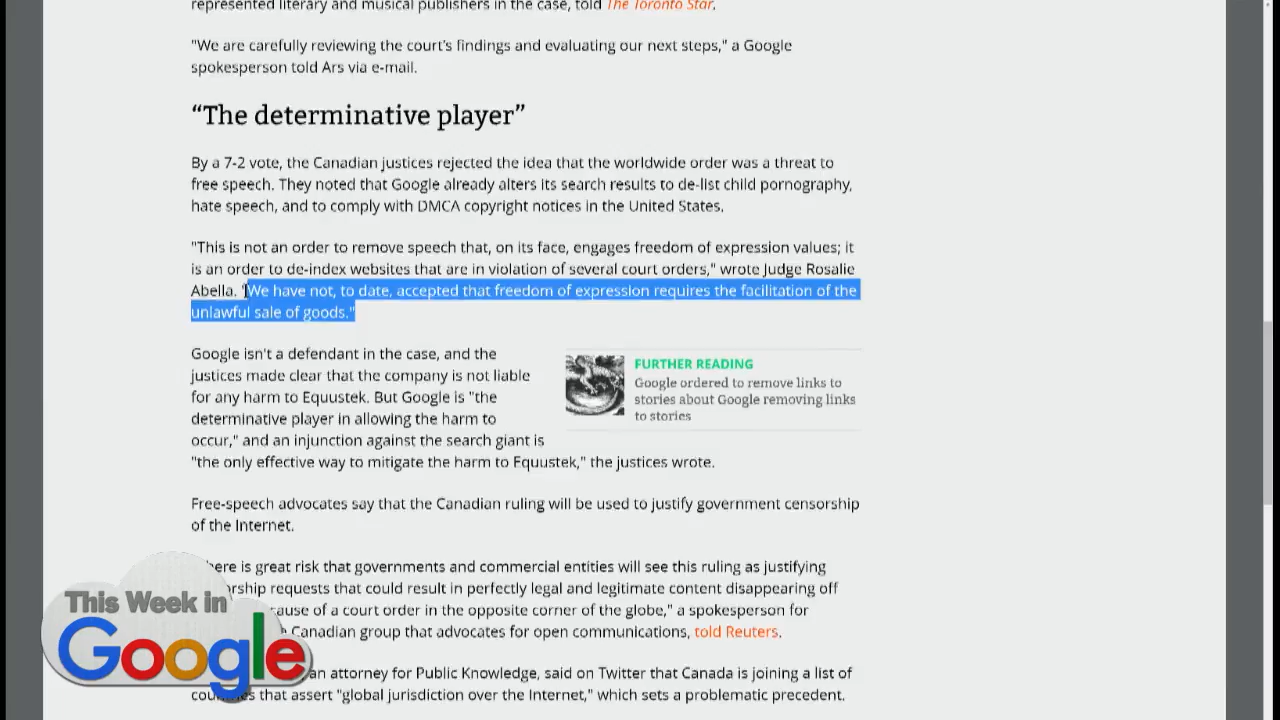 represented literary and musical publishers in the case, told The Toronto Star.
"We are carefully reviewing the court's findings and evaluating our next steps," a Google
spokesperson told Ars via e-mail.
“The determinative player”
By a 7-2 vote, the Canadian justices rejected the idea that the worldwide order was a threat to
free speech. They noted that Google already alters its search results to de-list child pornography,
hate speech, and to comply with DMCA copyright notices in the United States.
"This is not an order to remove speech that, on its face, engages freedom of expression values; it
is an order to de-index websites that are in violation of several court orders," wrote Judge Rosalie
Abella. "We have not, to date, accepted that freedom of expression requires the facilitation of the
unlawful sale of goods."
Google isn't a defendant in the case, and the
justices made clear that the company is not liable
for any harm to Equustek. But Google is "the
determinative player in allowing the harm to
occur," and an injunction against the search giant is
"the only effective way to mitigate the harm to Equustek," the justices wrote.
FURTHER READING
Google ordered to remove links to
stories about Google removing links
to stories
Free-speech advocates say that the Canadian ruling will be used to justify government censorship
of the Internet.
here is great risk that governments and commercial entities will see this ruling as justifying
rship requests that could result in perfectly legal and legitimate content disappearing off
ause of a court order in the opposite corner of the globe," a spokesperson for
Canadian group that advocates for open communications, told Reuters.
an attorney for Public Knowledge, said on Twitter that Canada is joining a list of
that assert "global jurisdiction over the Internet," which sets a problematic precedent.
This Week in
Google